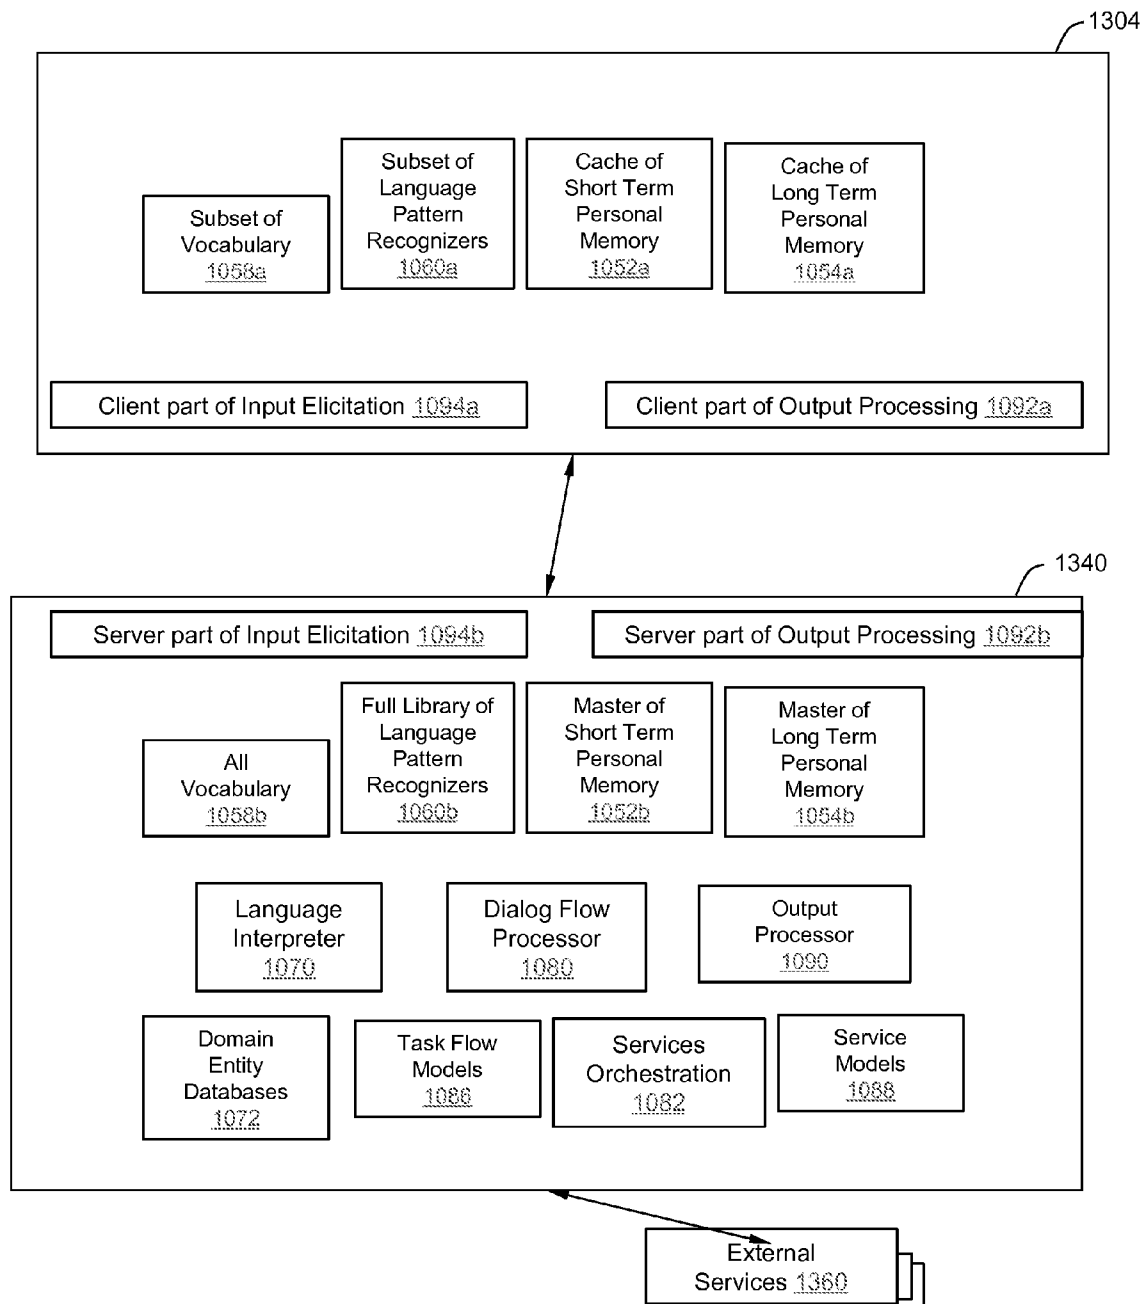 1304
Subset of
Vocabulary
1058a
Subset of
Language
Pattern
Recognizers
1060a
Cache of
Short Term
Personal
Memory
1052a
Cache of
Long Term
Personal
Memory
1054a
Client part of Input Elicitation 1094a
Client part of Output Processing 1092a
1340
Server part of Input Elicitation 1094b
Server part of Output Processing 1092b
All
Vocabulary
1058b
Full Library of
Language
Pattern
Recognizers
1060b
Master of
Short Term
Personal
Memory
1052b
Master of
Long Term
Personal
Memory
1054b
Language
Interpreter
1070
Dialog Flow
Processor
1080
Output
Processor
1090
Domain
Entity
Databases
1072
Task Flow
Models
1086
Services
Orchestration
1082
Service
Models
1088
External
Services 1360